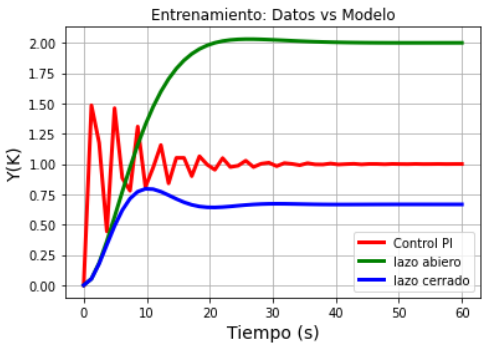 Entrenamiento: Datos vs Modelo
Y(K)
2.00
1.75
1.50
1.25
1.00
0.75
0.50
0.25
0.00
Control PI
lazo abiero
lazo cerrado
0
10
20
30
40
50
60
Tiempo (s)